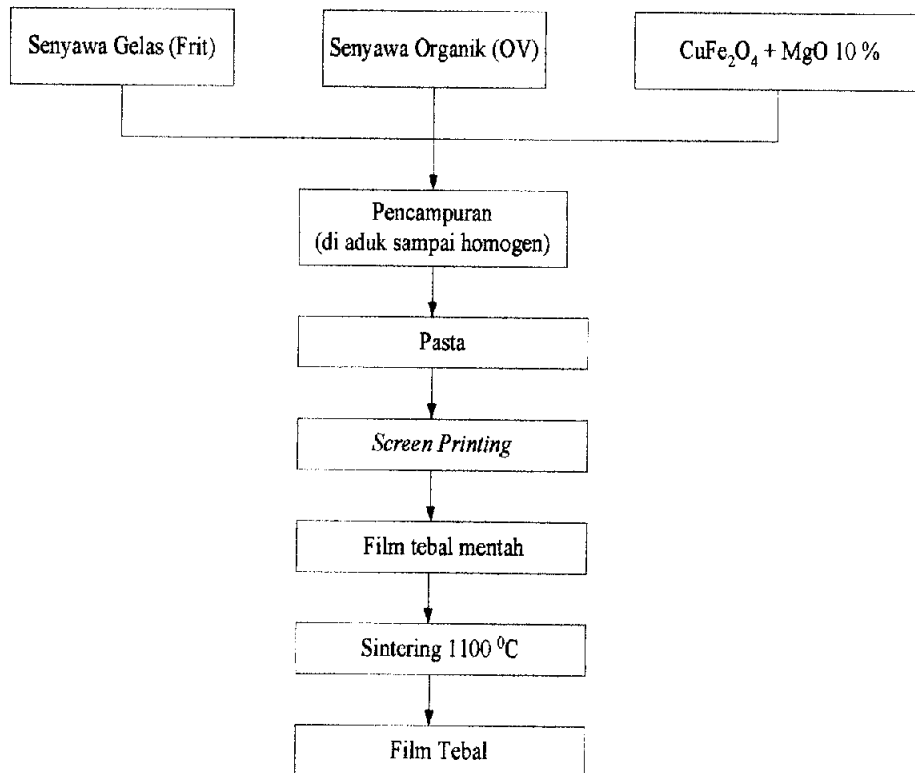 Senyawa Gelas (Frit)
Senyawa Organik (OV)
CuFe₂O₄ + MgO 10 %
Pencampuran
(di aduk sampai homogen)
Pasta
Screen Printing
Film tebal mentah
Sintering 1100 ⁰C
Film Tebal